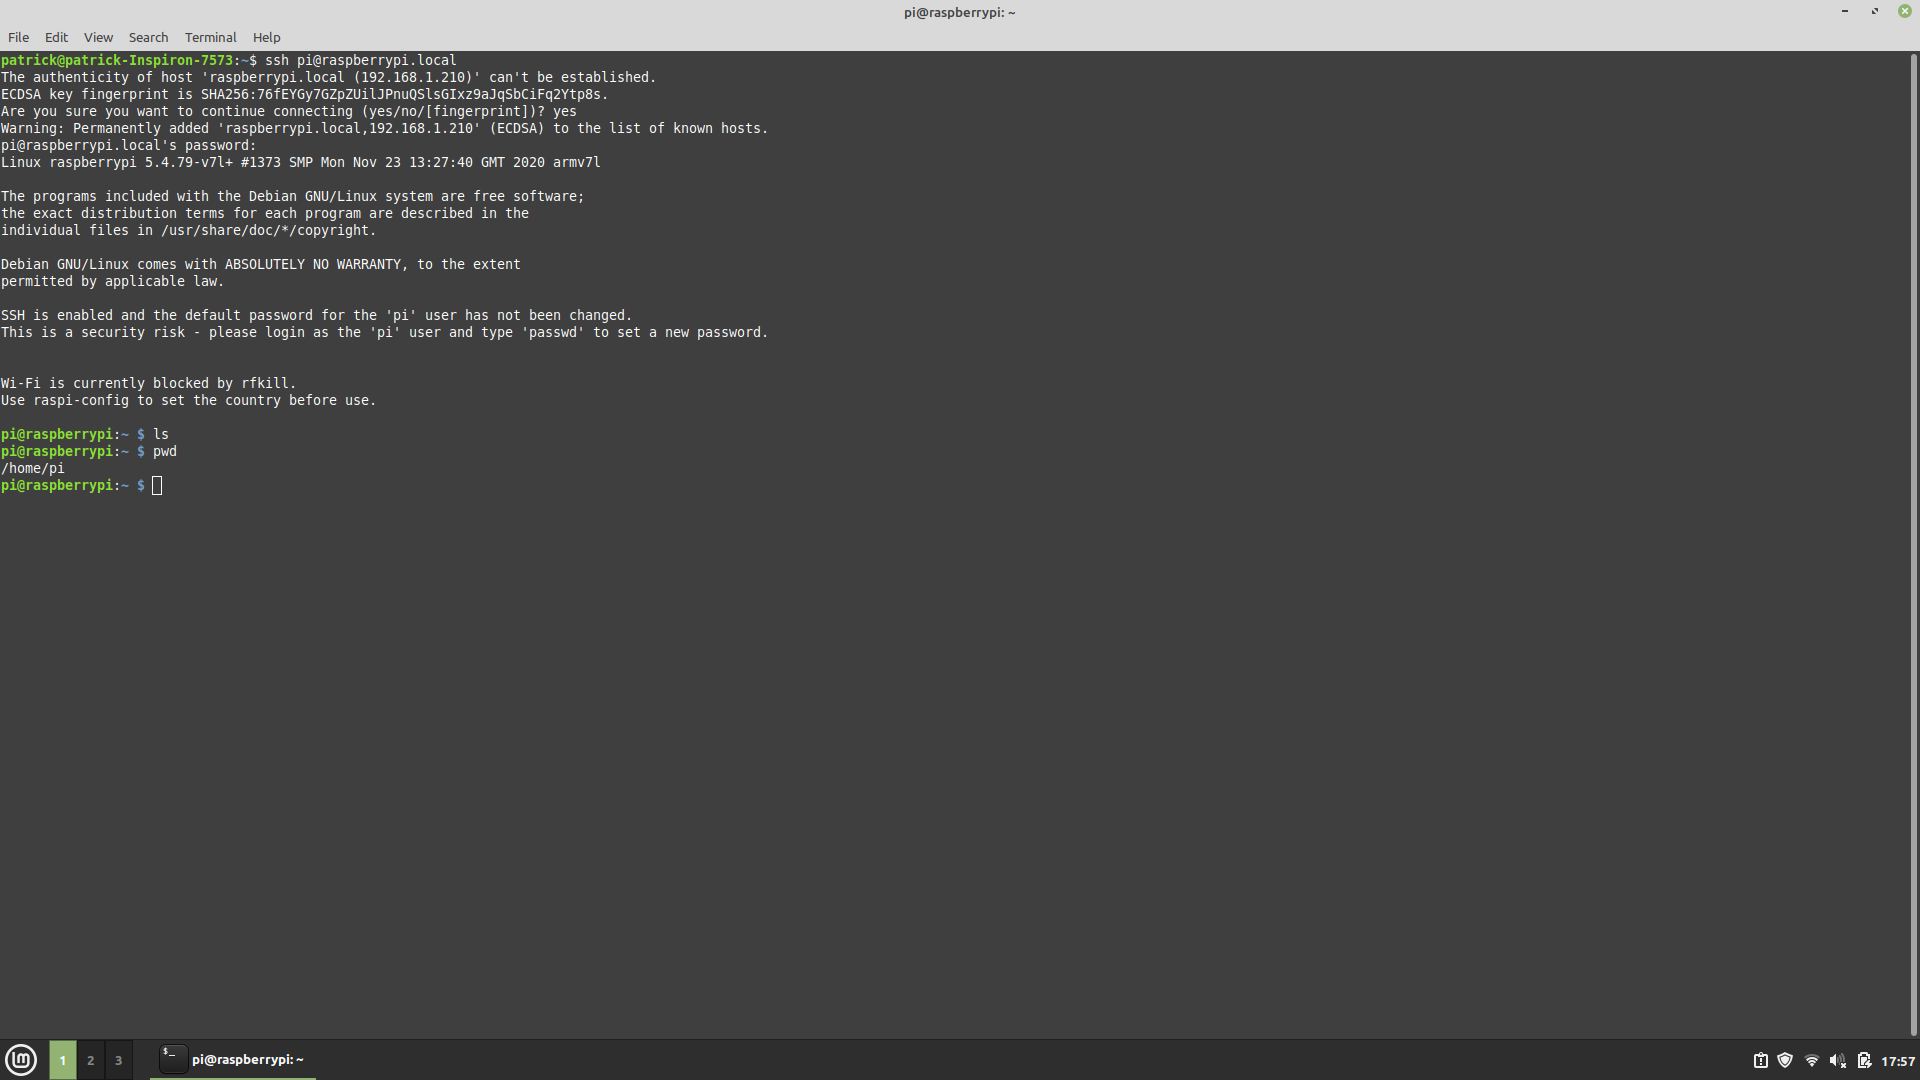 pi@raspberrypi: ~
File Edit View Search Terminal Help
patrick@patrick-Inspiron-7573:~$ ssh pi@raspberrypi.local
The authenticity of host 'raspberrypi.local (192.168.1.210)' can't be established.
ECDSA key fingerprint is SHA256:76fEYGy7GZpZUilJPnuQSlsGIxz9aJqSbCiFq2Ytp8s.
Are you sure you want to continue connecting (yes/no/[fingerprint])? yes
Warning: Permanently added 'raspberrypi.local,192.168.1.210' (ECDSA) to the list of known hosts.
pi@raspberrypi.local's password:
Linux raspberrypi 5.4.79-v7l+ #1373 SMP Mon Nov 23 13:27:40 GMT 2020 armv7l
The programs included with the Debian GNU/Linux system are free software;
the exact distribution terms for each program are described in the
individual files in /usr/share/doc/*/copyright.
Debian GNU/Linux comes with ABSOLUTELY NO WARRANTY, to the extent
permitted by applicable law.
SSH is enabled and the default password for the 'pi' user has not been changed.
This is a security risk - please login as the 'pi' user and type 'passwd' to set a new password.
Wi-Fi is currently blocked by rfkill.
Use raspi-config to set the country before use.
pi@raspberrypi:~ $ ls
pi@raspberrypi:~ $ pwd
/home/pi
pi@raspberrypi:~ $
1 2 3 $_ pi@raspberrypi: ~ 17:57